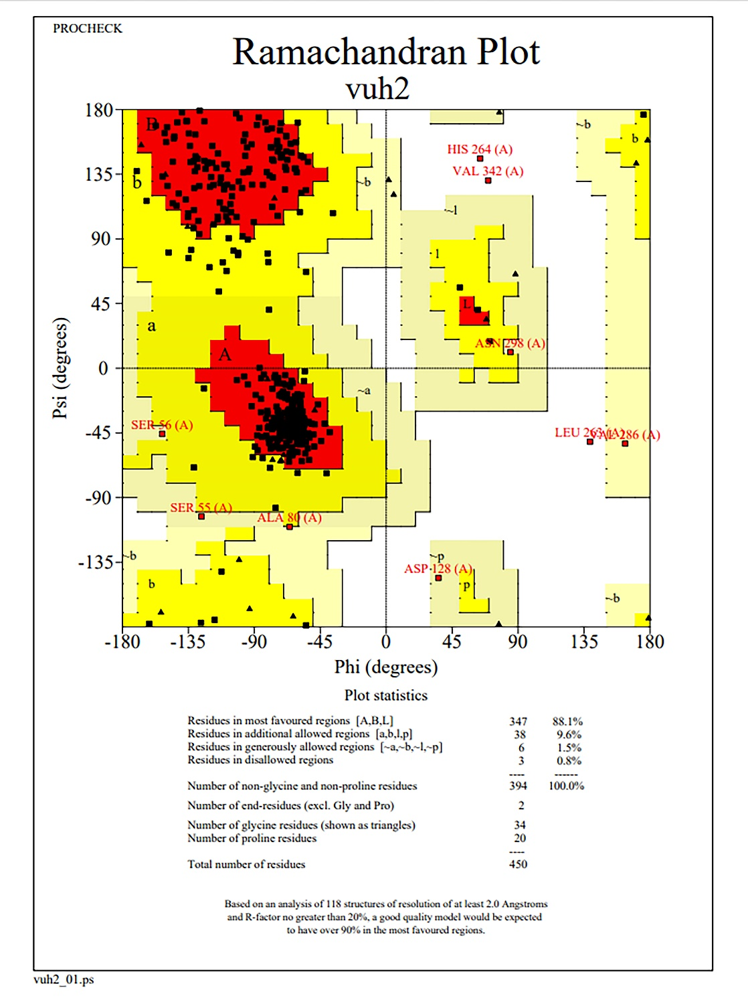 PROCHECK
Ramachandran Plot
vuh2
B
~b
b
HIS 264 (A)
VAL 342 (A)
b
~b
~l
l
L
a
ASN 298 (A)
A
~a
SER 56 (A)
LEU 263 (A)
VAL 286 (A)
SER 55 (A)
ALA 80 (A)
~b
~p
ASP 128 (A)
b
p
~b
180
135
90
45
0
-45
-90
-135
Psi (degrees)
-180 -135 -90 -45 0 45 90 135 180
Phi (degrees)
Plot statistics
Residues in most favoured regions [A,B,L] 347 88.1%
Residues in additional allowed regions [a,b,l,p] 38 9.6%
Residues in generously allowed regions [~a,~b,~l,~p] 6 1.5%
Residues in disallowed regions 3 0.8%
---- ------
Number of non-glycine and non-proline residues 394 100.0%
Number of end-residues (excl. Gly and Pro) 2
Number of glycine residues (shown as triangles) 34
Number of proline residues 20
----
Total number of residues 450
Based on an analysis of 118 structures of resolution of at least 2.0 Angstroms
and R-factor no greater than 20%, a good quality model would be expected
to have over 90% in the most favoured regions.
vuh2_01.ps